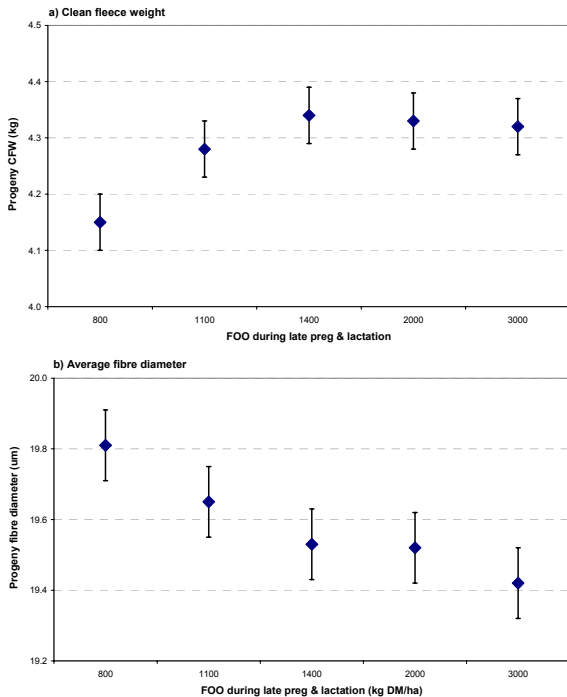 a) Clean fleece weight
4.5
4.4
4.3
4.2
4.1
4.0
Progeny CFW (kg)
800 1100 1400 2000 3000
FOO during late preg & lactation
b) Average fibre diameter
20.0
19.8
19.6
19.4
19.2
Progeny fibre diameter (um)
800 1100 1400 2000 3000
FOO during late preg & lactation (kg DM/ha)